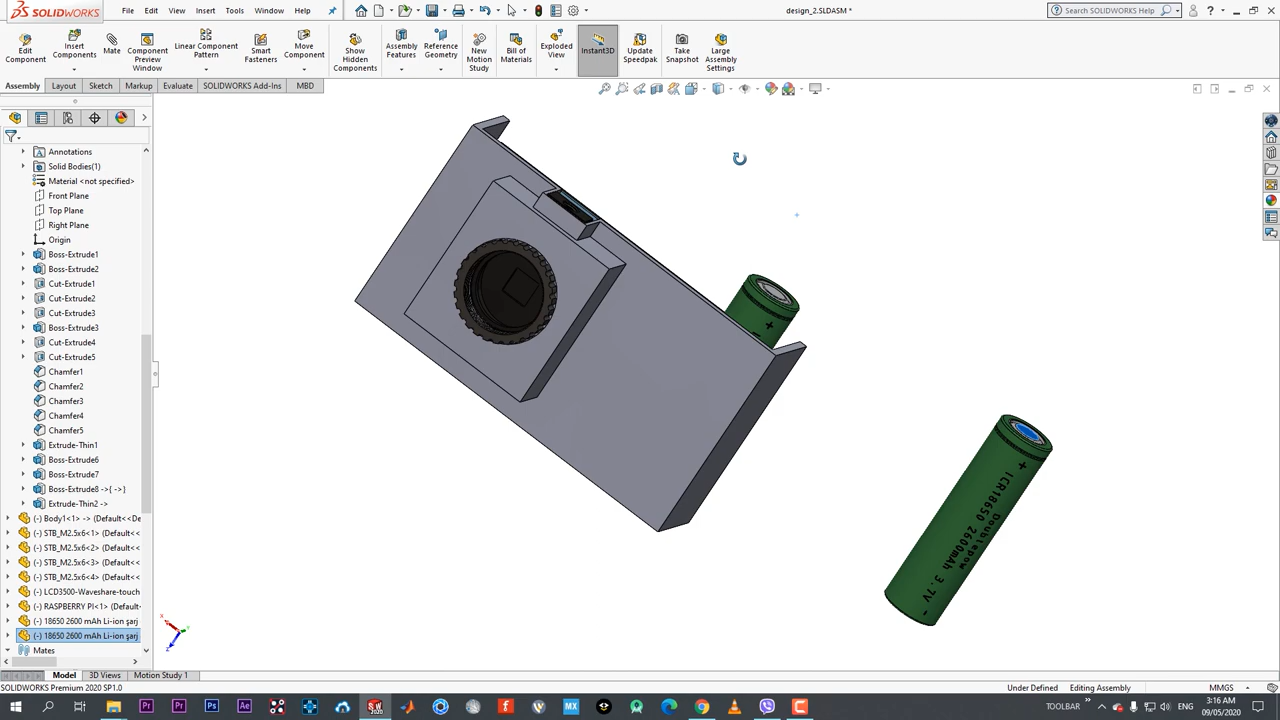 SOLIDWORKS
File Edit View Insert Tools Window Help
design_2.SLDASM *
Search SOLIDWORKS Help
Edit Component
Insert Components
Mate
Component Preview Window
Linear Component Pattern
Smart Fasteners
Move Component
Show Hidden Components
Assembly Features
Reference Geometry
New Motion Study
Bill of Materials
Exploded View
Instant3D
Update Speedpak
Take Snapshot
Large Assembly Settings
Assembly Layout Sketch Markup Evaluate SOLIDWORKS Add-Ins MBD
Annotations
Solid Bodies(1)
Material <not specified>
Front Plane
Top Plane
Right Plane
Origin
Boss-Extrude1
Boss-Extrude2
Cut-Extrude1
Cut-Extrude2
Cut-Extrude3
Boss-Extrude3
Cut-Extrude4
Cut-Extrude5
Chamfer1
Chamfer2
Chamfer3
Chamfer4
Chamfer5
Extrude-Thin1
Boss-Extrude6
Boss-Extrude7
Boss-Extrude8 ->{ ->}
Extrude-Thin2 ->
(-) Body1<1> -> (Default<<De
(-) STB_M2.5x6<1> (Default<<
(-) STB_M2.5x6<2> (Default<<
(-) STB_M2.5x6<3> (Default<<
(-) STB_M2.5x6<4> (Default<<
(-) LCD3500-Waveshare-touch
(-) RASPBERRY PI<1> (Default‹
(-) 18650 2600 mAh Li-ion şarj
(-) 18650 2600 mAh Li-ion şarj
Mates
+
-
+
ICR18650 2600mAh 3.7V
Doublepow
-
x
y
z
Model 3D Views Motion Study 1
SOLIDWORKS Premium 2020 SP1.0
Under Defined Editing Assembly MMGS
Pr Pr Ps Ae SW 2020 f MX
TOOLBAR
3:16 AM
09/05/2020